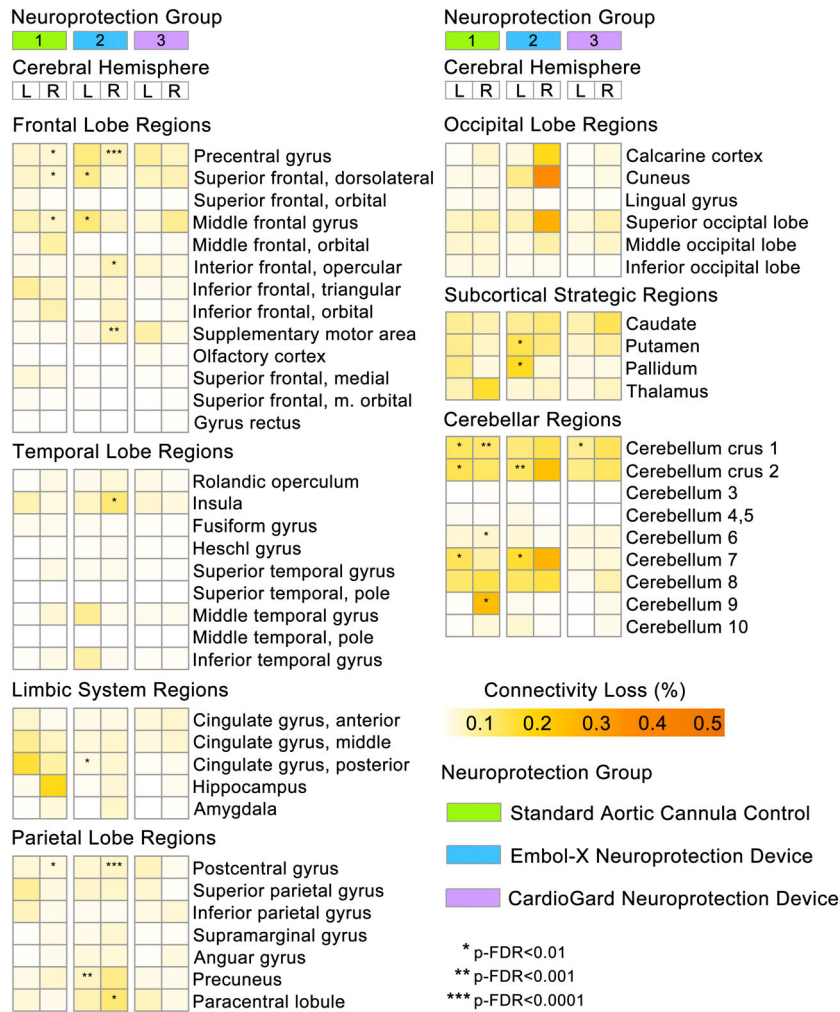 Neuroprotection Group
1 2 3
Cerebral Hemisphere
L R L R L R
Frontal Lobe Regions
* *** Precentral gyrus
* * Superior frontal, dorsolateral
Superior frontal, orbital
* * Middle frontal gyrus
Middle frontal, orbital
* Interior frontal, opercular
Inferior frontal, triangular
Inferior frontal, orbital
** Supplementary motor area
Olfactory cortex
Superior frontal, medial
Superior frontal, m. orbital
Gyrus rectus
Temporal Lobe Regions
Rolandic operculum
* Insula
Fusiform gyrus
Heschl gyrus
Superior temporal gyrus
Superior temporal, pole
Middle temporal gyrus
Middle temporal, pole
Inferior temporal gyrus
Limbic System Regions
Cingulate gyrus, anterior
Cingulate gyrus, middle
* Cingulate gyrus, posterior
Hippocampus
Amygdala
Parietal Lobe Regions
* *** Postcentral gyrus
Superior parietal gyrus
Inferior parietal gyrus
Supramarginal gyrus
Anguar gyrus
** Precuneus
* Paracentral lobule
Neuroprotection Group
1 2 3
Cerebral Hemisphere
L R L R L R
Occipital Lobe Regions
Calcarine cortex
Cuneus
Lingual gyrus
Superior occiptal lobe
Middle occipital lobe
Inferior occipital lobe
Subcortical Strategic Regions
Caudate
* Putamen
* Pallidum
Thalamus
Cerebellar Regions
* ** * Cerebellum crus 1
* ** Cerebellum crus 2
Cerebellum 3
Cerebellum 4,5
* Cerebellum 6
* * Cerebellum 7
Cerebellum 8
* Cerebellum 9
Cerebellum 10
Connectivity Loss (%)
0.1 0.2 0.3 0.4 0.5
Neuroprotection Group
Standard Aortic Cannula Control
Embol-X Neuroprotection Device
CardioGard Neuroprotection Device
* p-FDR<0.01
** p-FDR<0.001
*** p-FDR<0.0001